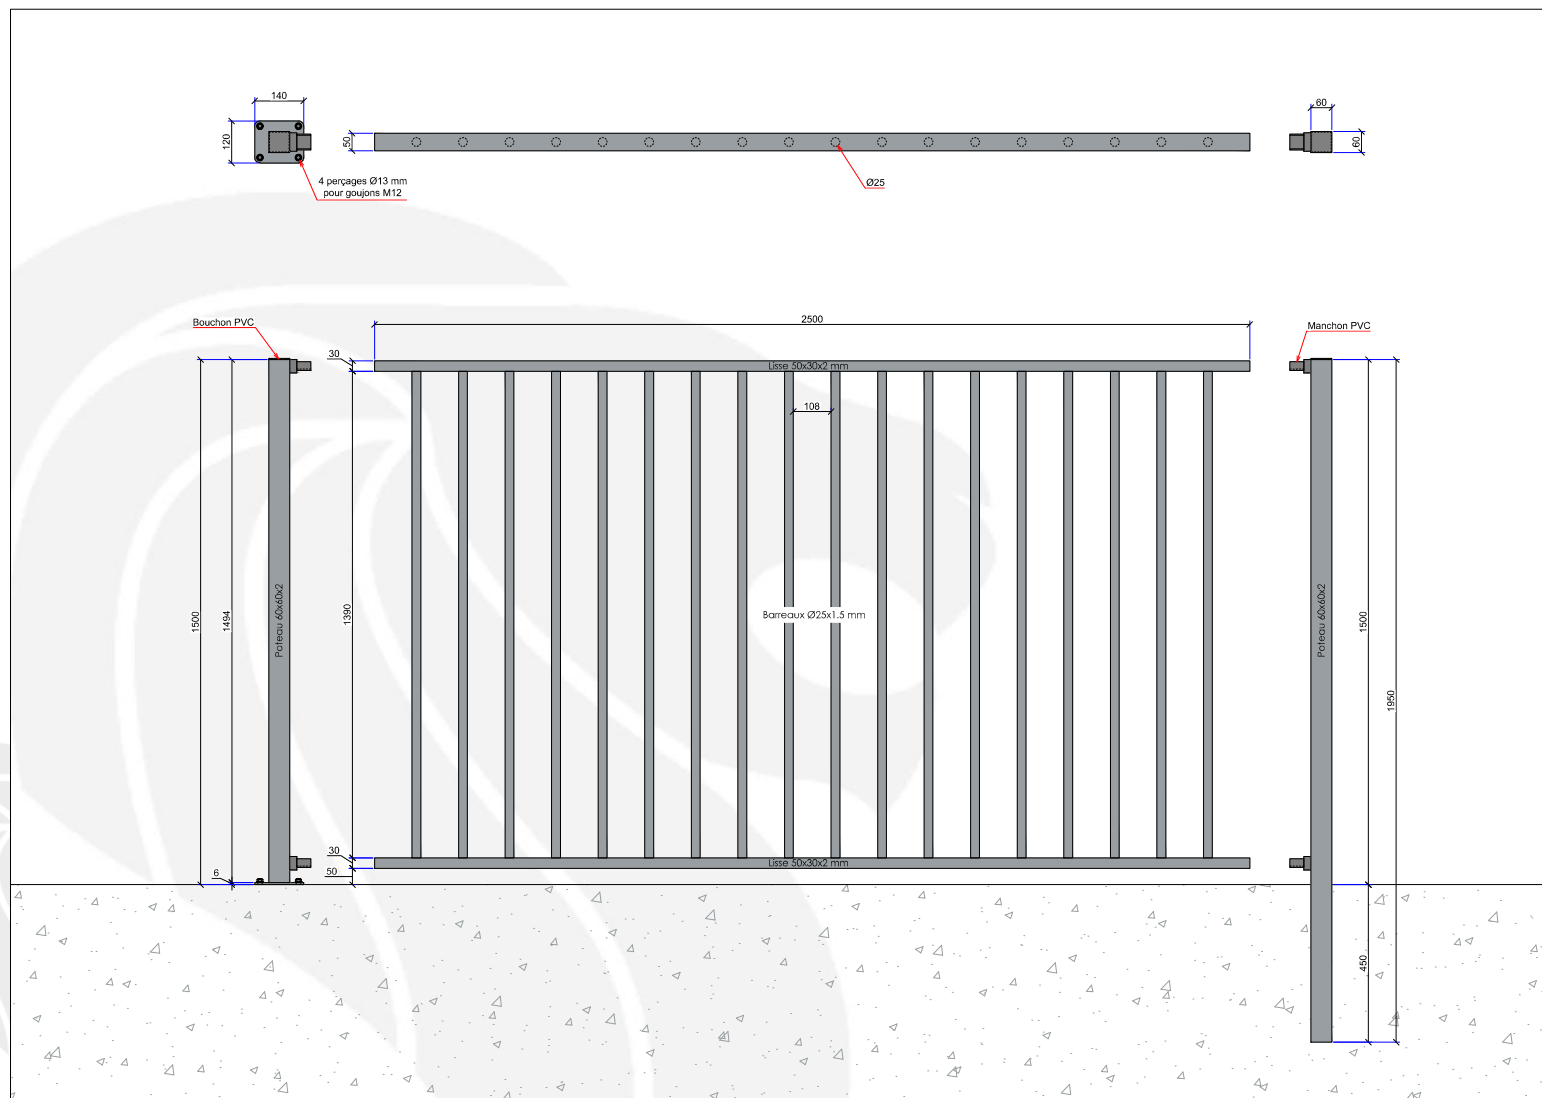 140
120
4 perçages Ø13 mm
pour goujons M12
50
Ø25
60
60
Bouchon PVC
2500
Manchon PVC
30
Lisse 50x30x2 mm
108
1500
1494
Poteau 60x60x2
1390
Barreaux Ø25x1.5 mm
Poteau 60x60x2
1500
1950
30
Lisse 50x30x2 mm
6
50
450